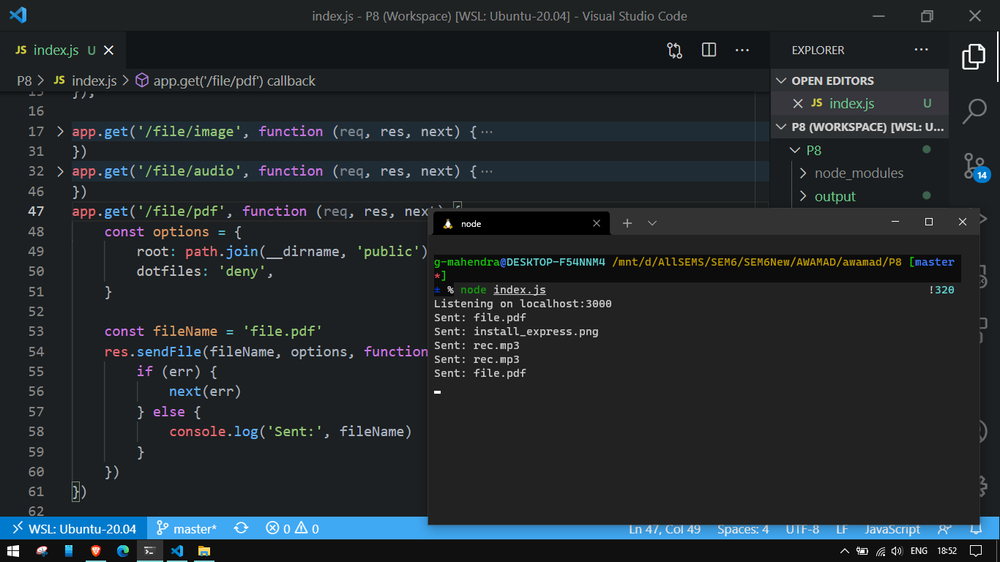 index.js - P8 (Workspace) [WSL: Ubuntu-20.04] - Visual Studio Code
JS index.js U
EXPLORER
P8 > JS index.js > app.get('/file/pdf') callback
OPEN EDITORS
JS index.js U
P8 (WORKSPACE) [WSL: U...
P8
node_modules
output
14
15 });
16
17 > app.get('/file/image', function (req, res, next) {···
31 })
32 > app.get('/file/audio', function (req, res, next) {···
46 })
47 app.get('/file/pdf', function (req, res, next) {
48 const options = {
49 root: path.join(__dirname, 'public')
50 dotfiles: 'deny',
51 }
52
53 const fileName = 'file.pdf'
54 res.sendFile(fileName, options, function
55 if (err) {
56 next(err)
57 } else {
58 console.log('Sent:', fileName)
59 }
60 })
61 })
62
node
g-mahendra@DESKTOP-F54NNM4 /mnt/d/AllSEMS/SEM6/SEM6New/AWAMAD/awamad/P8 [master
*]
± % node index.js !320
Listening on localhost:3000
Sent: file.pdf
Sent: install_express.png
Sent: rec.mp3
Sent: rec.mp3
Sent: file.pdf
WSL: Ubuntu-20.04 master* 0 0 Ln 47, Col 49 Spaces: 4 UTF-8 LF JavaScript
ENG 18:52